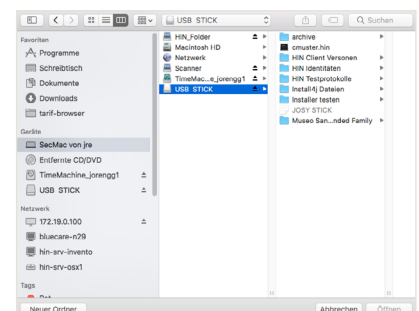 USB STICK
Q Suchen
Favoriten
Programme
Schreibtisch
Dokumente
Downloads
tarif-browser
Geräte
SecMac von jre
Entfernte CD/DVD
TimeMachine_jorengg1
USB STICK
Netzwerk
172.19.0.100
bluecare-n29
hin-srv-invento
hin-srv-osx1
Tags
HIN_Folder
Macintosh HD
Netzwerk
Scanner
TimeMac...e_jorengg1
USB STICK
archive
cmuster.hin
HIN Client Versonen
HIN Identitäten
HIN Testprotokolle
Install4j Dateien
Installer testen
JOSY STICK
Museo San...nded Family
Neuer Ordner
Abbrechen
Öffnen